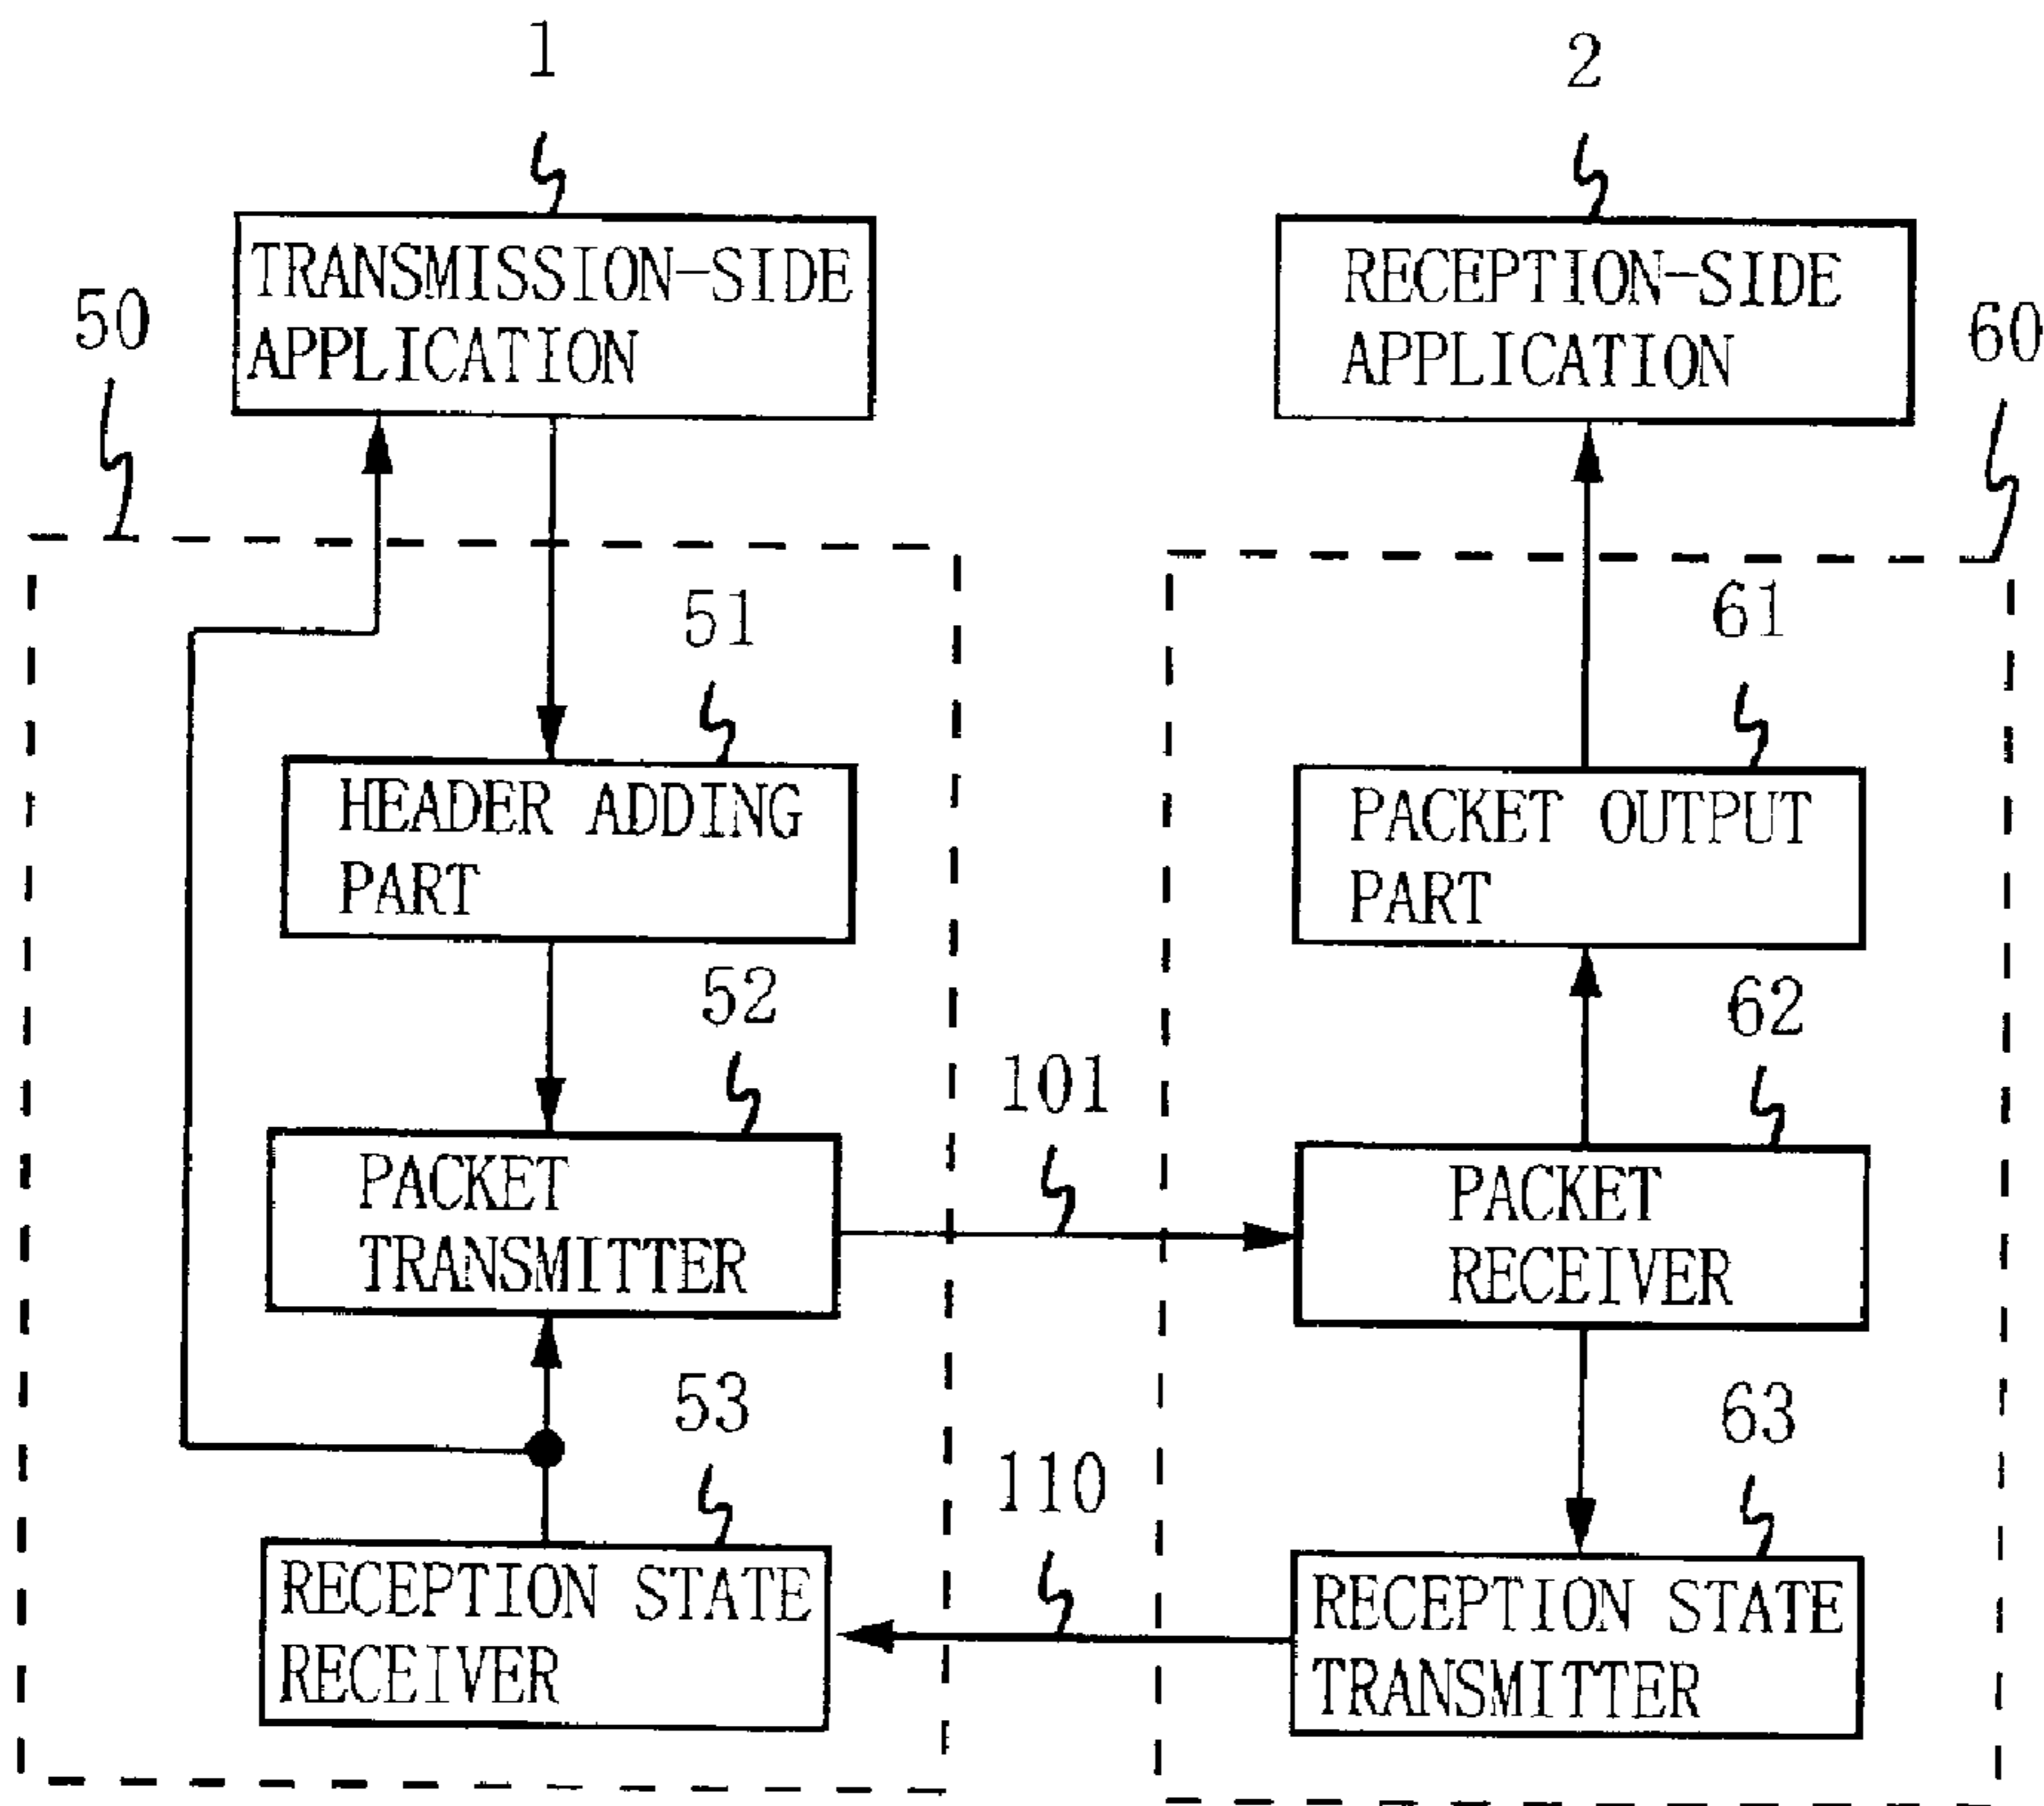 1
2
TRANSMISSION-SIDE
APPLICATION
RECEPTION-SIDE
APPLICATION
50
60
51
61
HEADER ADDING
PART
PACKET OUTPUT
PART
52
62
101
PACKET
TRANSMITTER
PACKET
RECEIVER
53
63
110
RECEPTION STATE
RECEIVER
RECEPTION STATE
TRANSMITTER